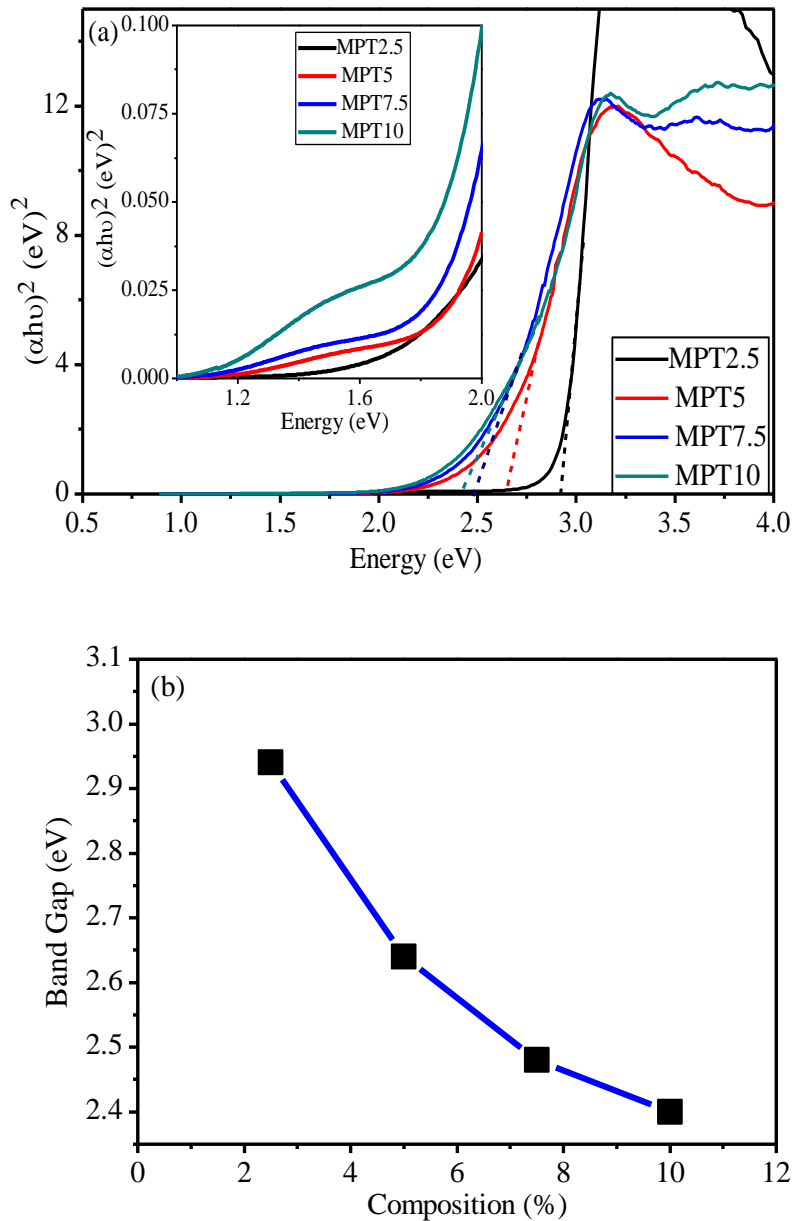 (a)
(αhυ)² (eV)²
12
8
4
0
0.5 1.0 1.5 2.0 2.5 3.0 3.5 4.0
Energy (eV)
MPT2.5
MPT5
MPT7.5
MPT10
(αhυ)² (eV)²
0.100
0.075
0.050
0.025
0.000
1.2 1.6 2.0
Energy (eV)
MPT2.5
MPT5
MPT7.5
MPT10
(b)
Band Gap (eV)
3.1
3.0
2.9
2.8
2.7
2.6
2.5
2.4
0 2 4 6 8 10 12
Composition (%)